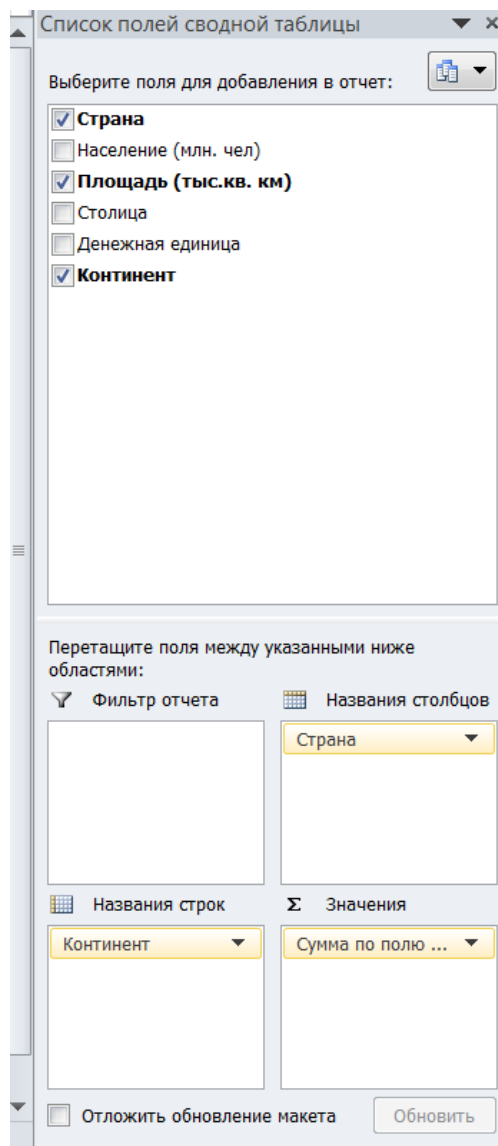 Список полей сводной таблицы
Выберите поля для добавления в отчет:
Страна
Население (млн. чел)
Площадь (тыс.кв. км)
Столица
Денежная единица
Континент
Перетащите поля между указанными ниже
областями:
Фильтр отчета
Названия столбцов
Страна
Названия строк
Σ Значения
Континент
Сумма по полю ...
Отложить обновление макета
Обновить